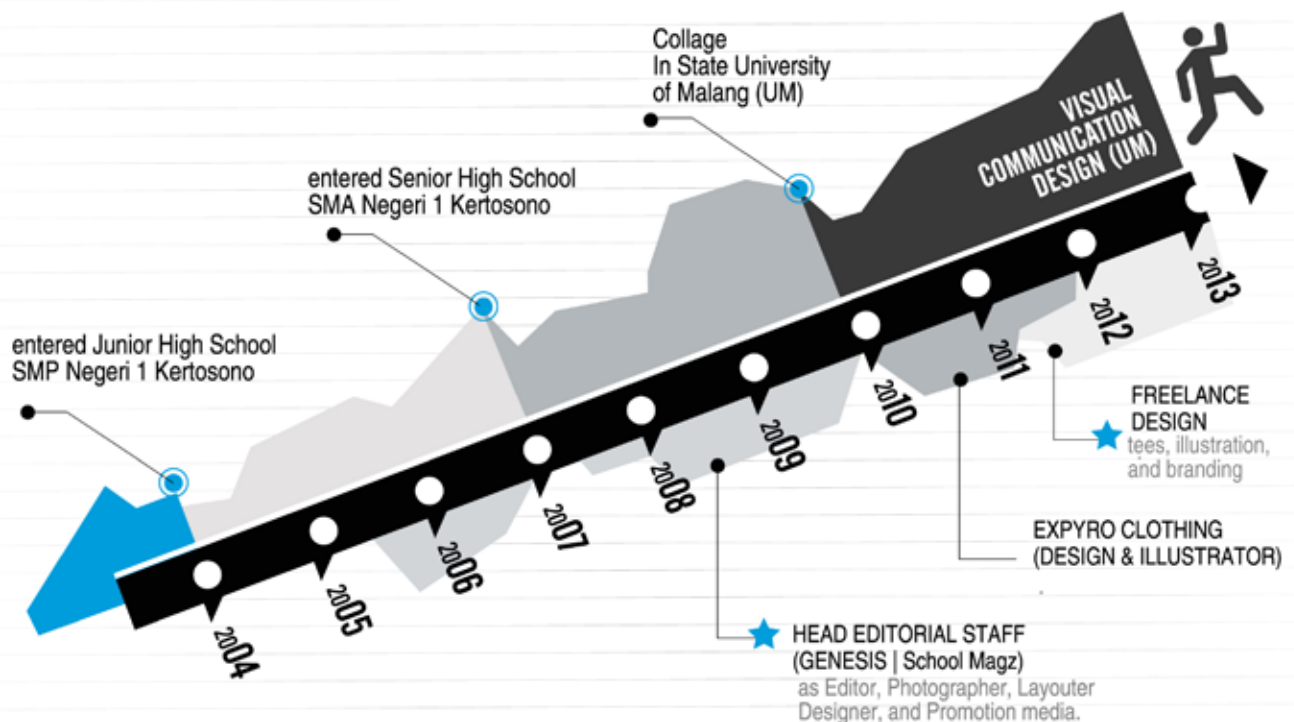 Collage
In State University
of Malang (UM)
VISUAL
COMMUNICATION
DESIGN (UM)
entered Senior High School
SMA Negeri 1 Kertosono
entered Junior High School
SMP Negeri 1 Kertosono
2004
2005
2006
2007
2008
2009
2010
2011
2012
2013
FREELANCE
DESIGN
tees, illustration,
and branding
EXPYRO CLOTHING
(DESIGN & ILLUSTRATOR)
HEAD EDITORIAL STAFF
(GENESIS | School Magz)
as Editor, Photographer, Layouter
Designer, and Promotion media.